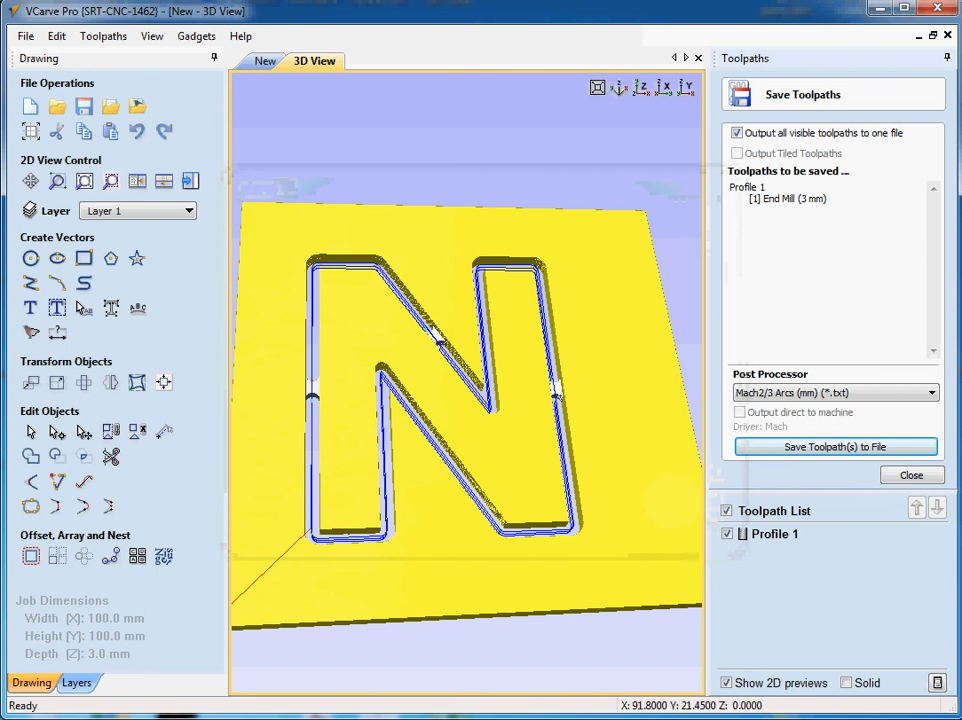 VCarve Pro {SRT-CNC-1462} - [New - 3D View]
File Edit Toolpaths View Gadgets Help
Drawing
File Operations
2D View Control
Layer Layer 1
Create Vectors
Transform Objects
Edit Objects
Offset, Array and Nest
Job Dimensions
Width (X): 100.0 mm
Height (Y): 100.0 mm
Depth (Z): 3.0 mm
Drawing Layers
Ready
New 3D View
Z X Y
N
X: 91.8000 Y: 21.4500 Z: 0.0000
Toolpaths
Save Toolpaths
Output all visible toolpaths to one file
Output Tiled Toolpaths
Toolpaths to be saved ...
Profile 1
[1] End Mill (3 mm)
Post Processor
Mach2/3 Arcs (mm) (*.txt)
Output direct to machine
Driver: Mach
Save Toolpath(s) to File
Close
Toolpath List
Profile 1
Show 2D previews Solid